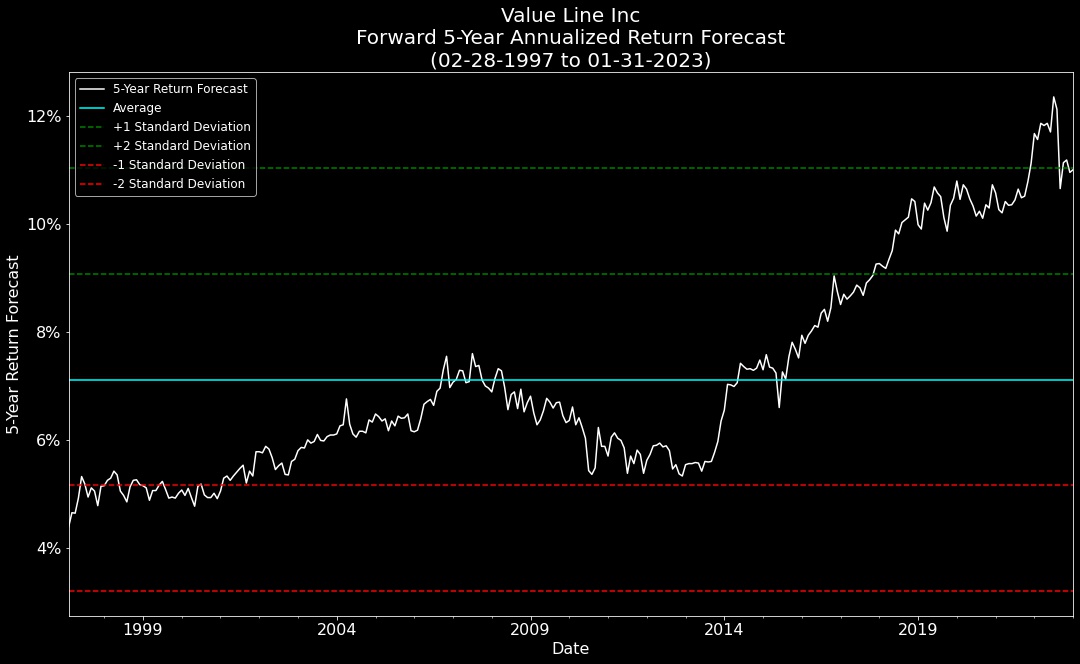 Value Line Inc
Forward 5-Year Annualized Return Forecast
(02-28-1997 to 01-31-2023)
5-Year Return Forecast
Average
+1 Standard Deviation
+2 Standard Deviation
-1 Standard Deviation
-2 Standard Deviation
12%
10%
8%
6%
4%
5-Year Return Forecast
1999
2004
2009
2014
2019
Date